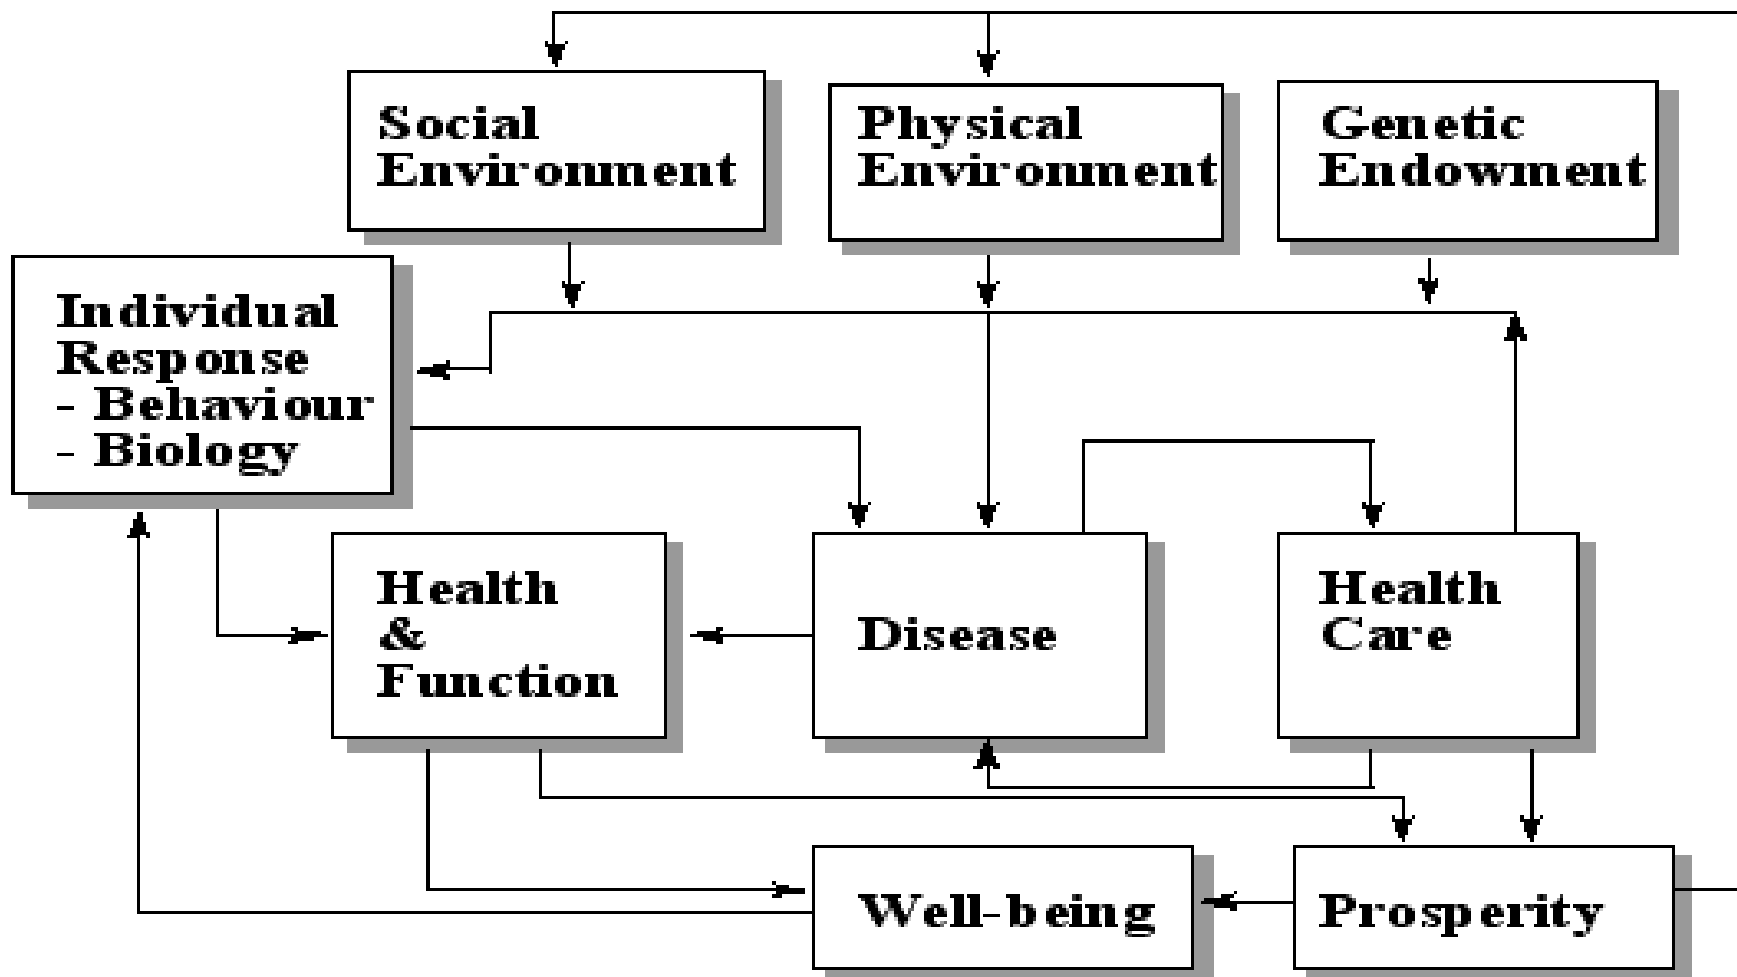 Social
Environment
Physical
Environment
Genetic
Endowment
Individual
Response
- Behaviour
- Biology
Health
&
Function
Disease
Health
Care
Well-being
Prosperity